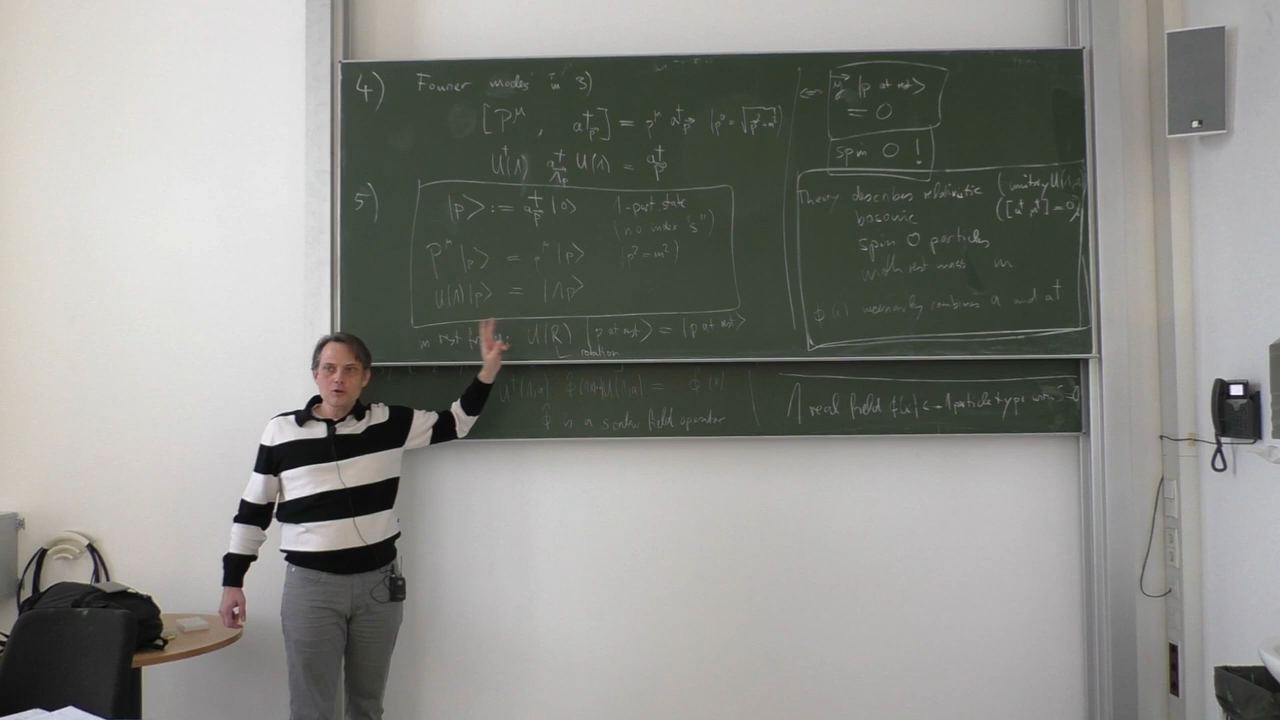 4) Fourier modes in 3)
[P^μ, a†_p⃗] = p^μ a†_p⃗ (p⁰ = √(p⃗²+m²))
U†(Λ) a†_Λp U(Λ) = a†_p
5) |p> := a†_p |0> 1-part state
(no index "s")
P^μ |p> = p^μ |p> (p² = m²)
U(Λ)|p> = |Λp>
in rest frame: U(R) |p at rest> = |p at rest>
rotation
U†(Λ,a) U(Λ,a) =
is a scalar field operator
⇐ |p at rest>
= 0
spin 0 !
Theory describes relativistic (unitary U(Λ,a))
bosonic ([a†,a†]=0)
spin 0 particles
with rest mass m
ϕ(x) necessarily combines a and a†
1 real field ϕ(x) ↔ 1 particle type with S=0